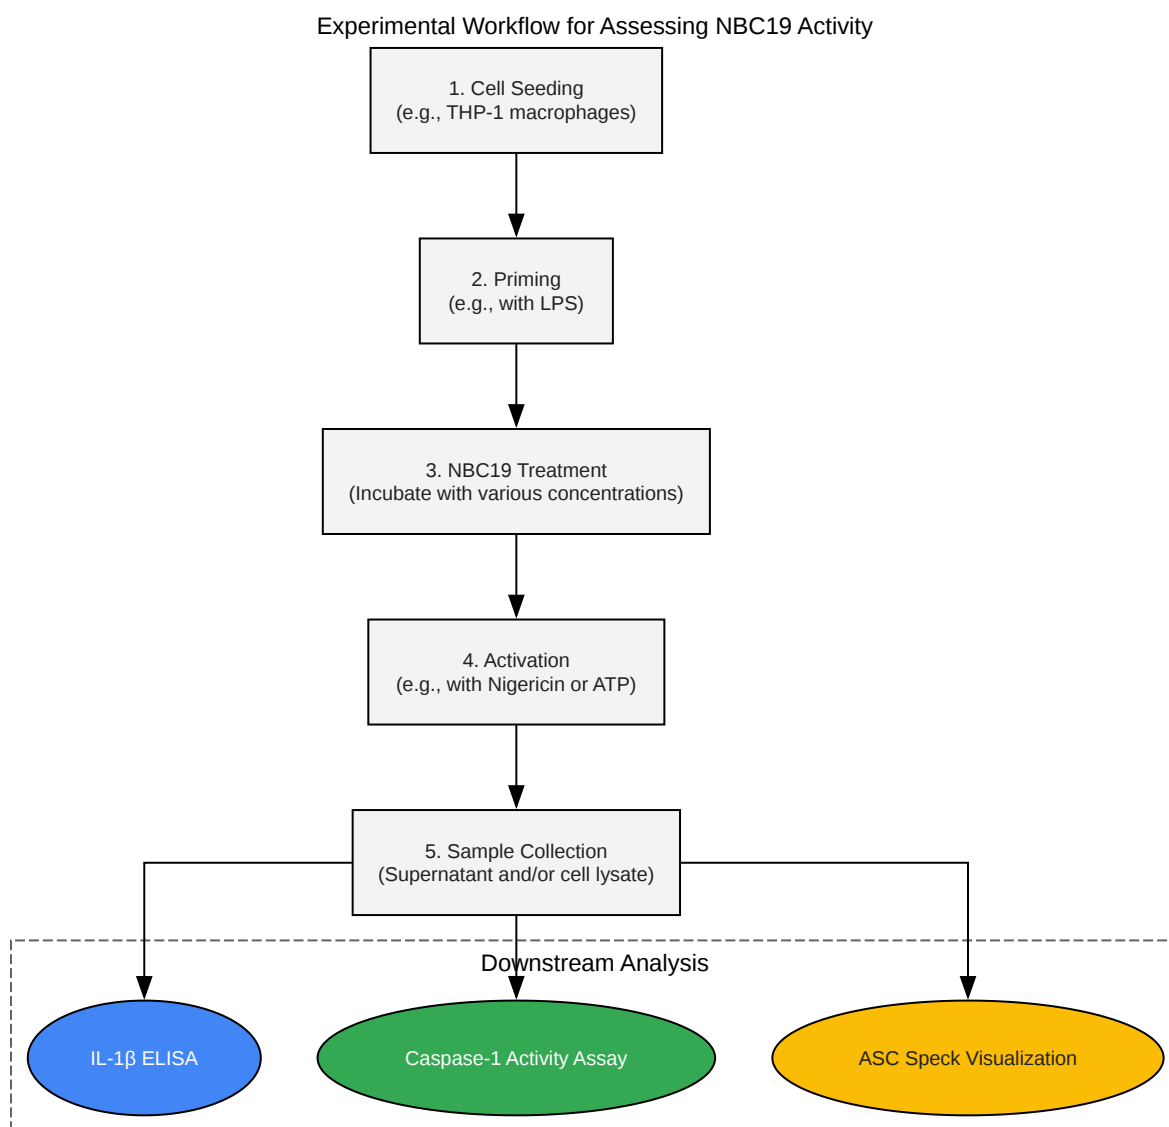 Experimental Workflow for Assessing NBC19 Activity
1. Cell Seeding
(e.g., THP-1 macrophages)
2. Priming
(e.g., with LPS)
3. NBC19 Treatment
(Incubate with various concentrations)
4. Activation
(e.g., with Nigericin or ATP)
5. Sample Collection
(Supernatant and/or cell lysate)
Downstream Analysis
IL-1β ELISA
Caspase-1 Activity Assay
ASC Speck Visualization